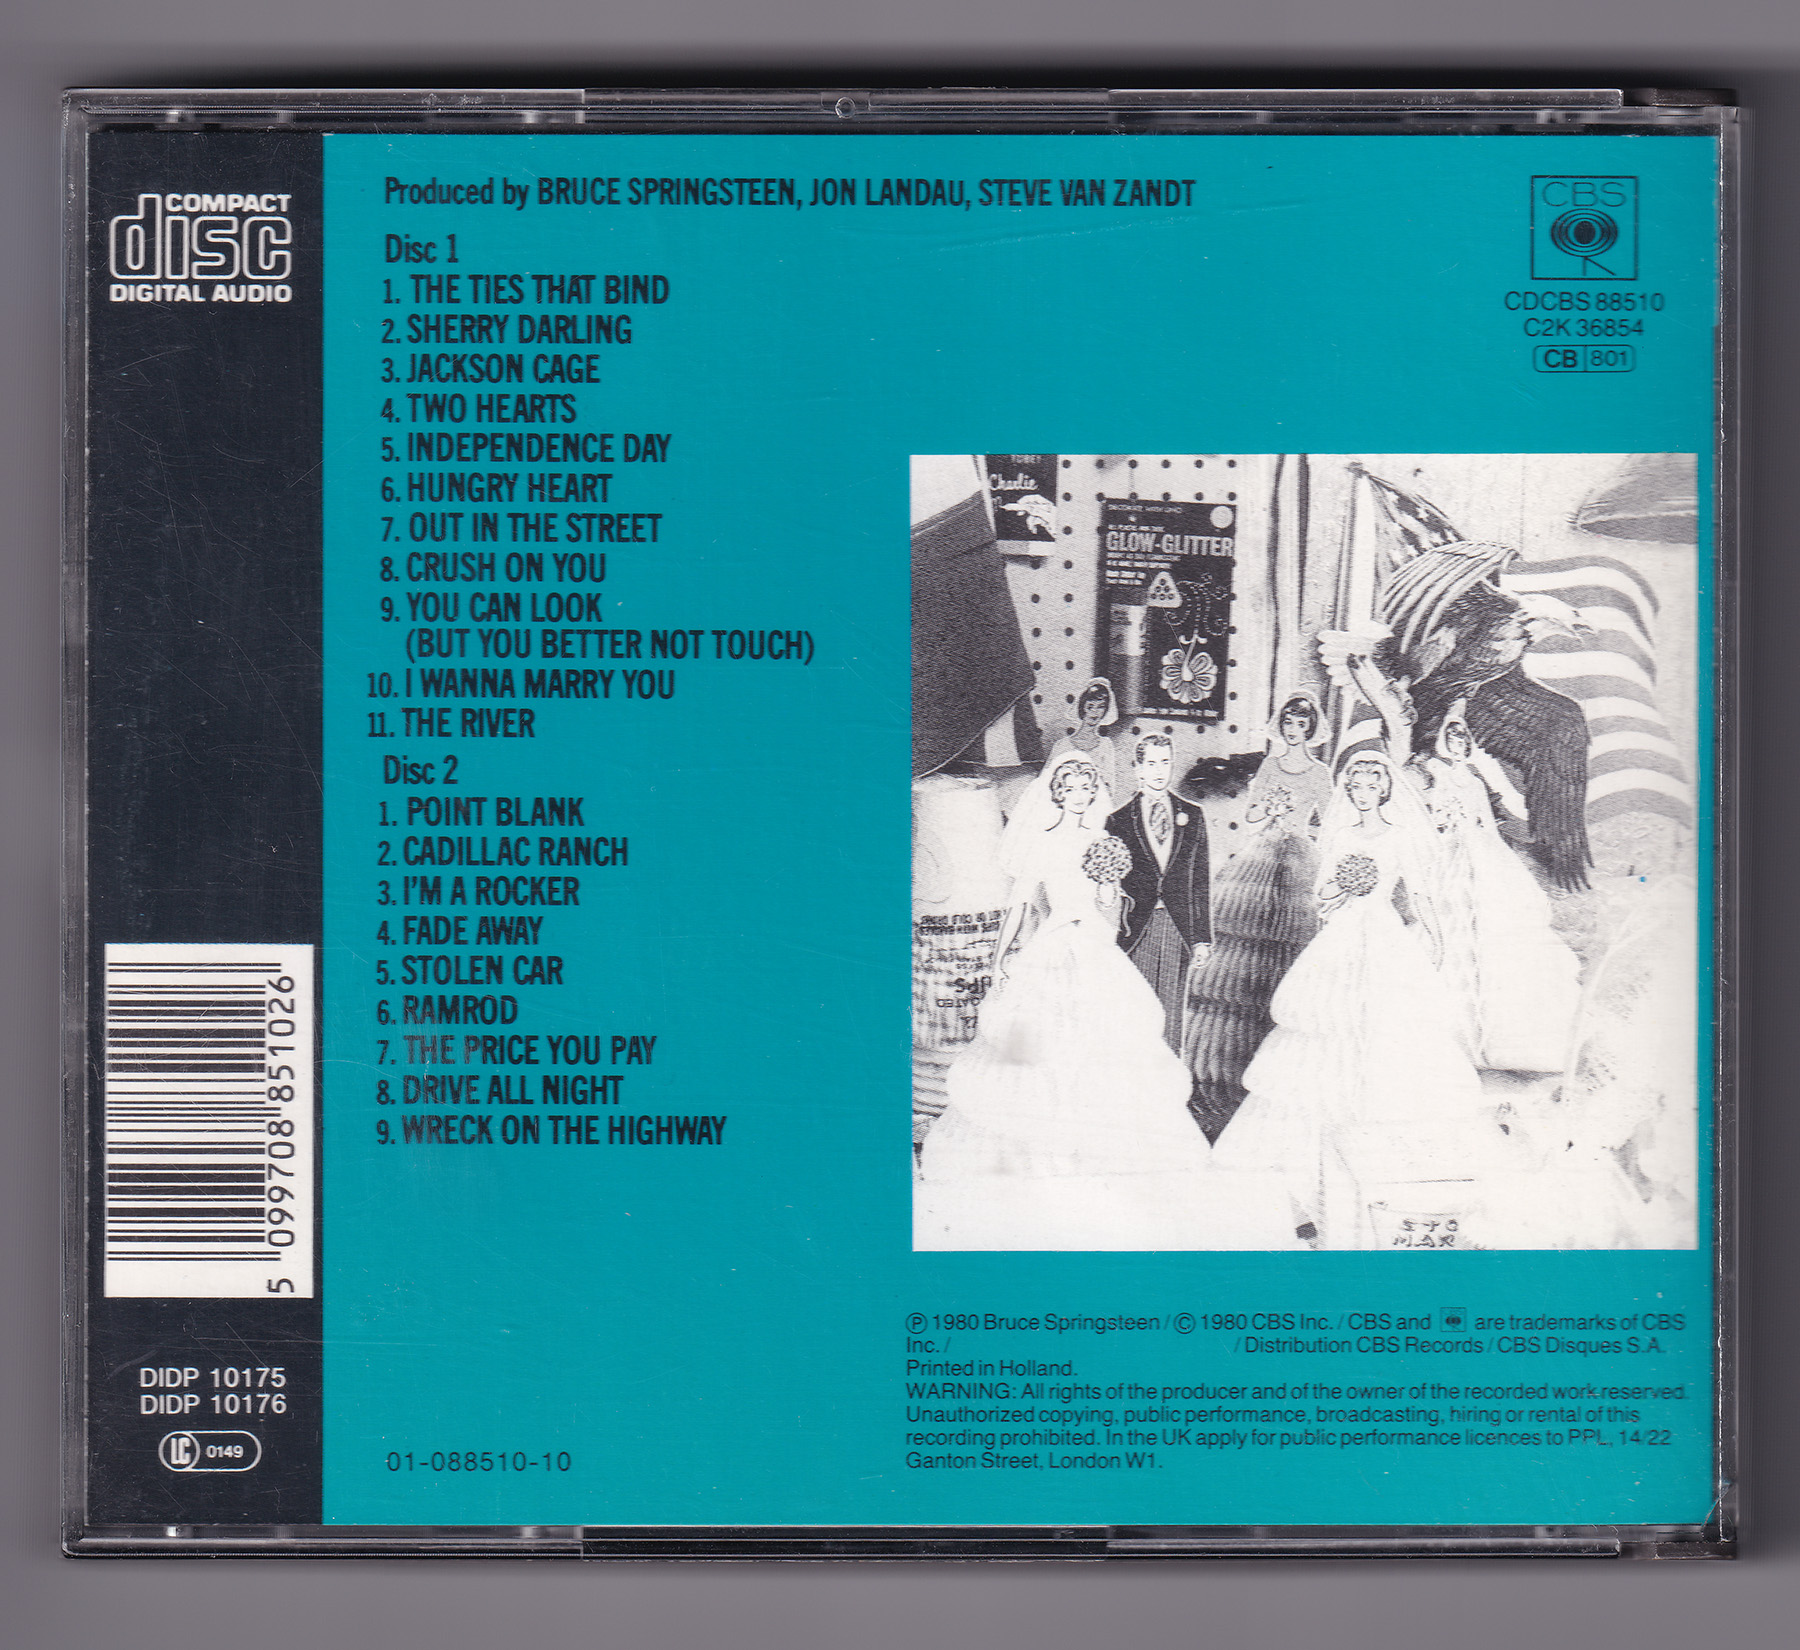 COMPACT
disc
DIGITAL AUDIO
5 099708 851026
DIDP 10175
DIDP 10176
LC 0149
Produced by BRUCE SPRINGSTEEN, JON LANDAU, STEVE VAN ZANDT
Disc 1
1. THE TIES THAT BIND
2. SHERRY DARLING
3. JACKSON CAGE
4. TWO HEARTS
5. INDEPENDENCE DAY
6. HUNGRY HEART
7. OUT IN THE STREET
8. CRUSH ON YOU
9. YOU CAN LOOK
(BUT YOU BETTER NOT TOUCH)
10. I WANNA MARRY YOU
11. THE RIVER
Disc 2
1. POINT BLANK
2. CADILLAC RANCH
3. I'M A ROCKER
4. FADE AWAY
5. STOLEN CAR
6. RAMROD
7. THE PRICE YOU PAY
8. DRIVE ALL NIGHT
9. WRECK ON THE HIGHWAY
01-088510-10
CBS
CDCBS 88510
C2K 36854
CB 801
Charlie
GLOW-GLITTER
℗ 1980 Bruce Springsteen / © 1980 CBS Inc. / CBS and are trademarks of CBS
Inc. / / Distribution CBS Records / CBS Disques S.A.
Printed in Holland.
WARNING: All rights of the producer and of the owner of the recorded work reserved.
Unauthorized copying, public performance, broadcasting, hiring or rental of this
recording prohibited. In the UK apply for public performance licences to PPL, 14/22
Ganton Street, London W1.